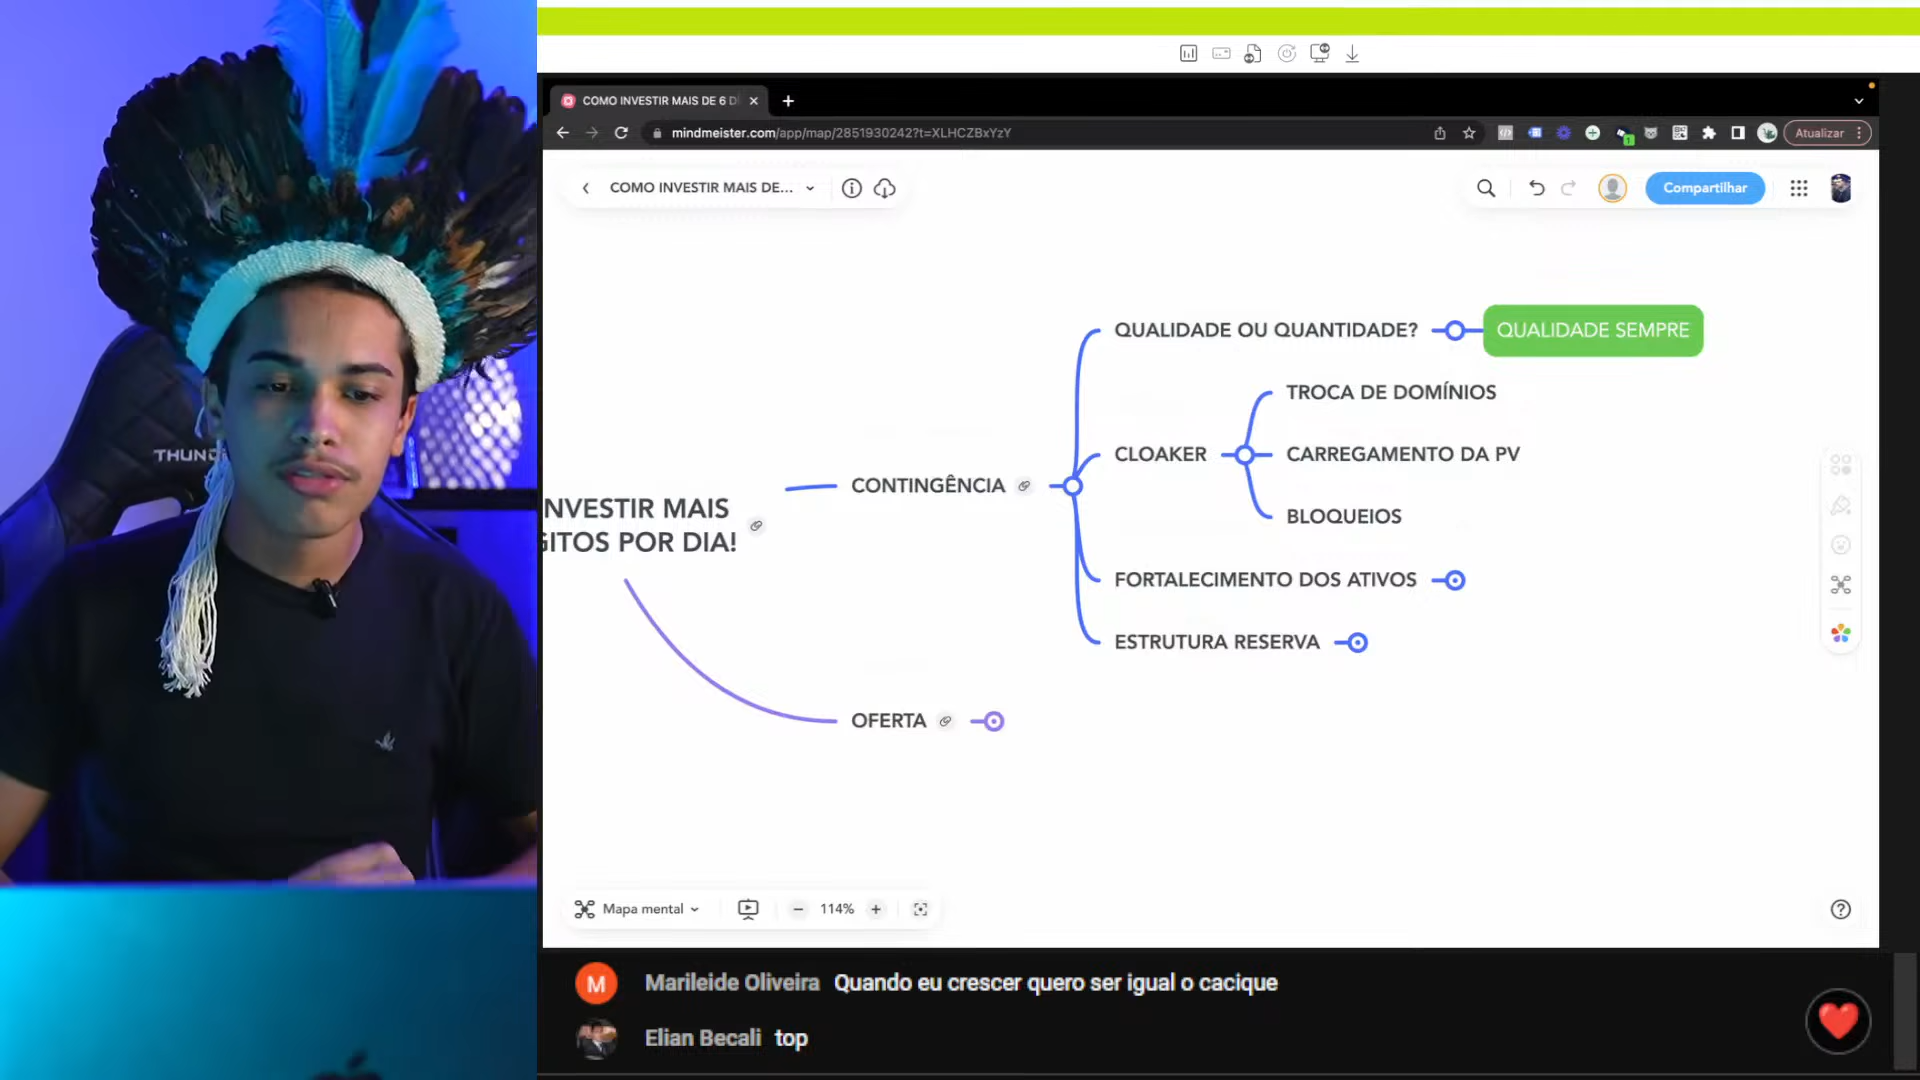 THUND
COMO INVESTIR MAIS DE 6 D
mindmeister.com/app/map/2851930242?t=XLHCZBxYzY
Atualizar
COMO INVESTIR MAIS DE...
Compartilhar
QUALIDADE OU QUANTIDADE?
QUALIDADE SEMPRE
TROCA DE DOMÍNIOS
CLOAKER
CARREGAMENTO DA PV
CONTINGÊNCIA
NVESTIR MAIS
GITOS POR DIA!
BLOQUEIOS
FORTALECIMENTO DOS ATIVOS
ESTRUTURA RESERVA
OFERTA
Mapa mental
114%
M
Marileide Oliveira Quando eu crescer quero ser igual o cacique
Elian Becali top